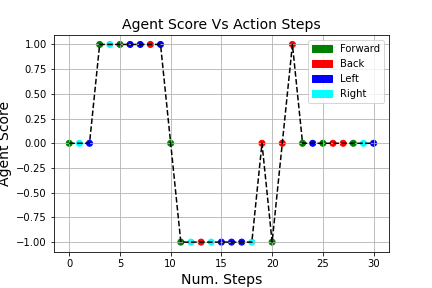 Agent Score Vs Action Steps
Agent Score
1.00
0.75
0.50
0.25
0.00
−0.25
−0.50
−0.75
−1.00
Forward
Back
Left
Right
0 5 10 15 20 25 30
Num. Steps